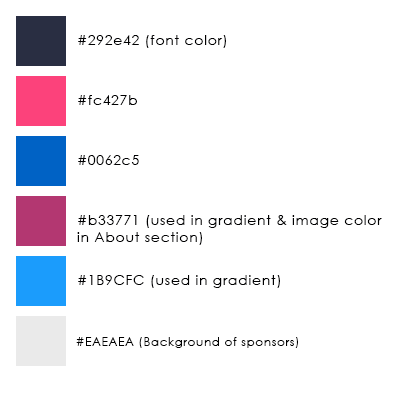 #292e42 (font color)
#fc427b
#0062c5
#b33771 (used in gradient & image color
in About section)
#1B9CFC (used in gradient)
#EAEAEA (Background of sponsors)